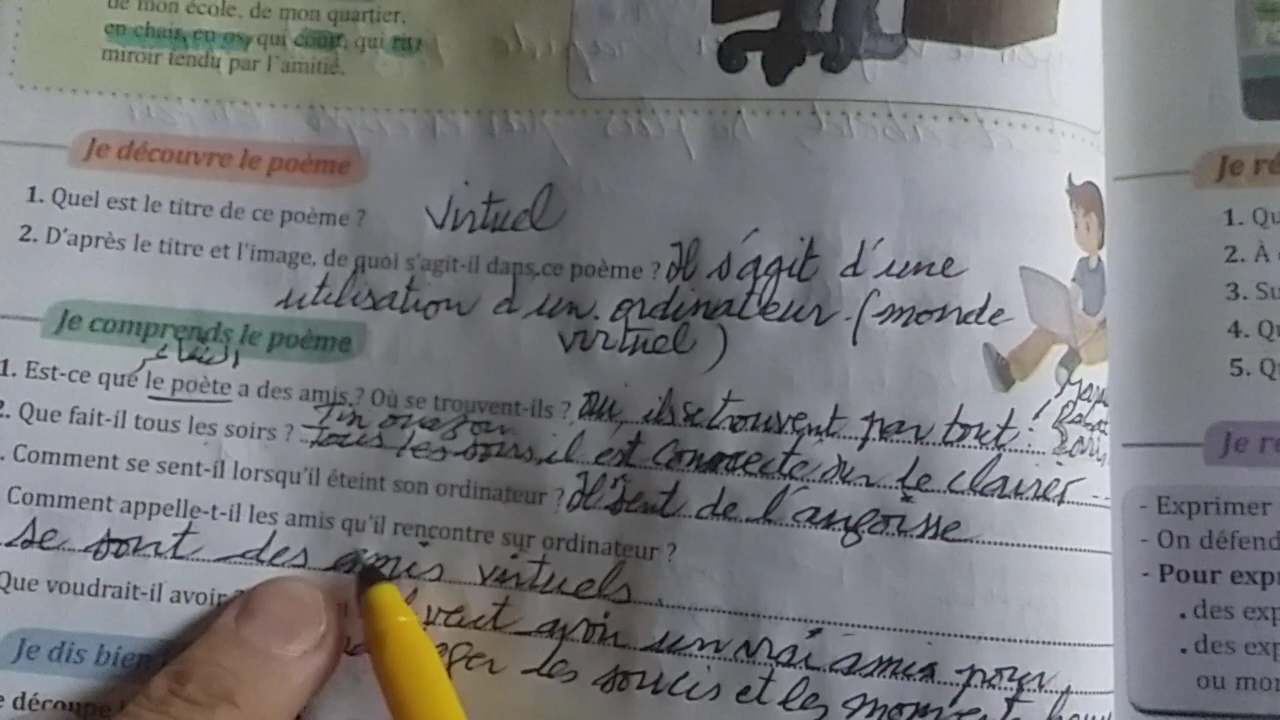 de mon école, de mon quartier,
en chair, en os, qui court, qui rit,
miroir tendu par l'amitié.
Je découvre le poème
1. Quel est le titre de ce poème ? Virtuel
2. D'après le titre et l'image, de quoi s'agit-il dans ce poème ? Il s'agit d'une
utilisation d'un ordinateur. (monde
virtuel)
Je comprends le poème
1. Est-ce que le poète a des amis ? Où se trouvent-ils ? Oui, ils se trouvent par tout :
2. Que fait-il tous les soirs ?
tous les soirs, il est connecté sur le clavier
. Comment se sent-il lorsqu'il éteint son ordinateur ? Il sent de l'angoisse
Comment appelle-t-il les amis qu'il rencontre sur ordinateur ?
se sont des amis virtuels.
Que voudrait-il avoir
vait avoir un vrai amis pour
les soucis et les moments
Je dis bien
e découpe
Je ré
1. Qu
2. À
3. Su
4. Q
5. Q
Je r
- Exprimer
- On défend
- Pour exp
. des exp
. des exp
ou mo